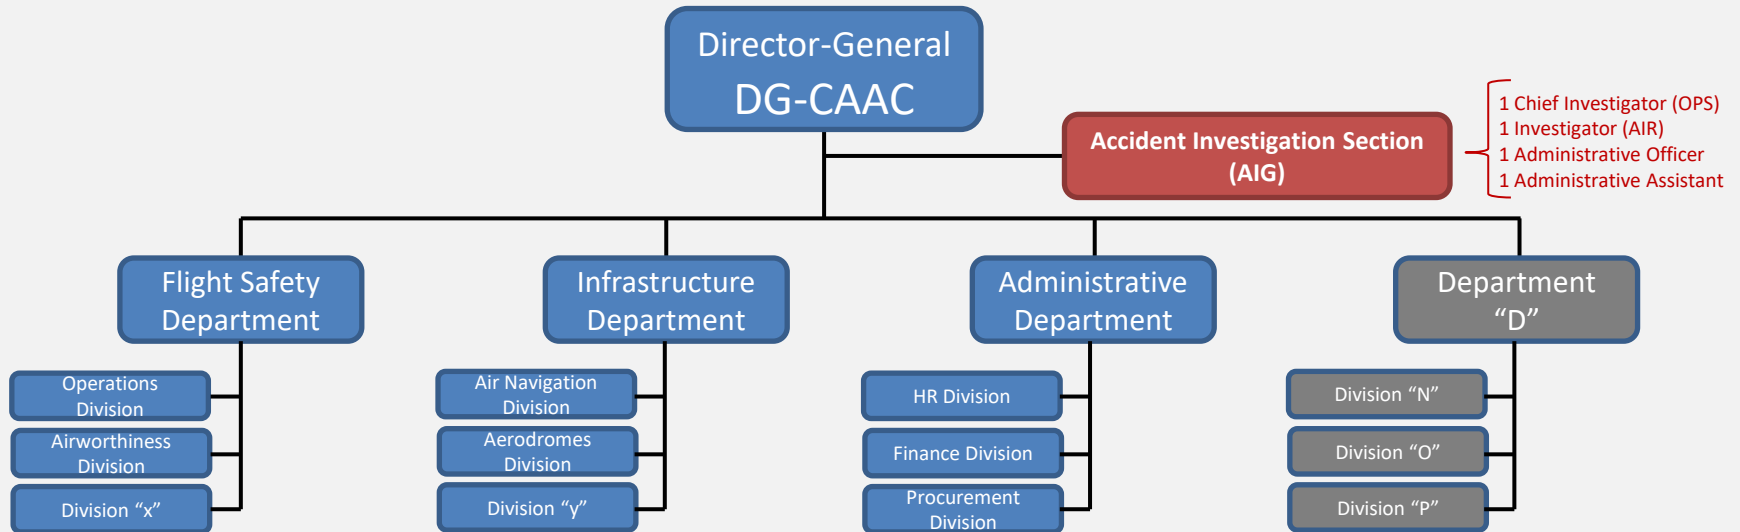 Director-General
DG-CAAC
Accident Investigation Section
(AIG)
1 Chief Investigator (OPS)
1 Investigator (AIR)
1 Administrative Officer
1 Administrative Assistant
Flight Safety
Department
Infrastructure
Department
Administrative
Department
Department
“D”
Operations
Division
Airworthiness
Division
Division “x”
Air Navigation
Division
Aerodromes
Division
Division “y”
HR Division
Finance Division
Procurement
Division
Division “N”
Division “O”
Division “P”